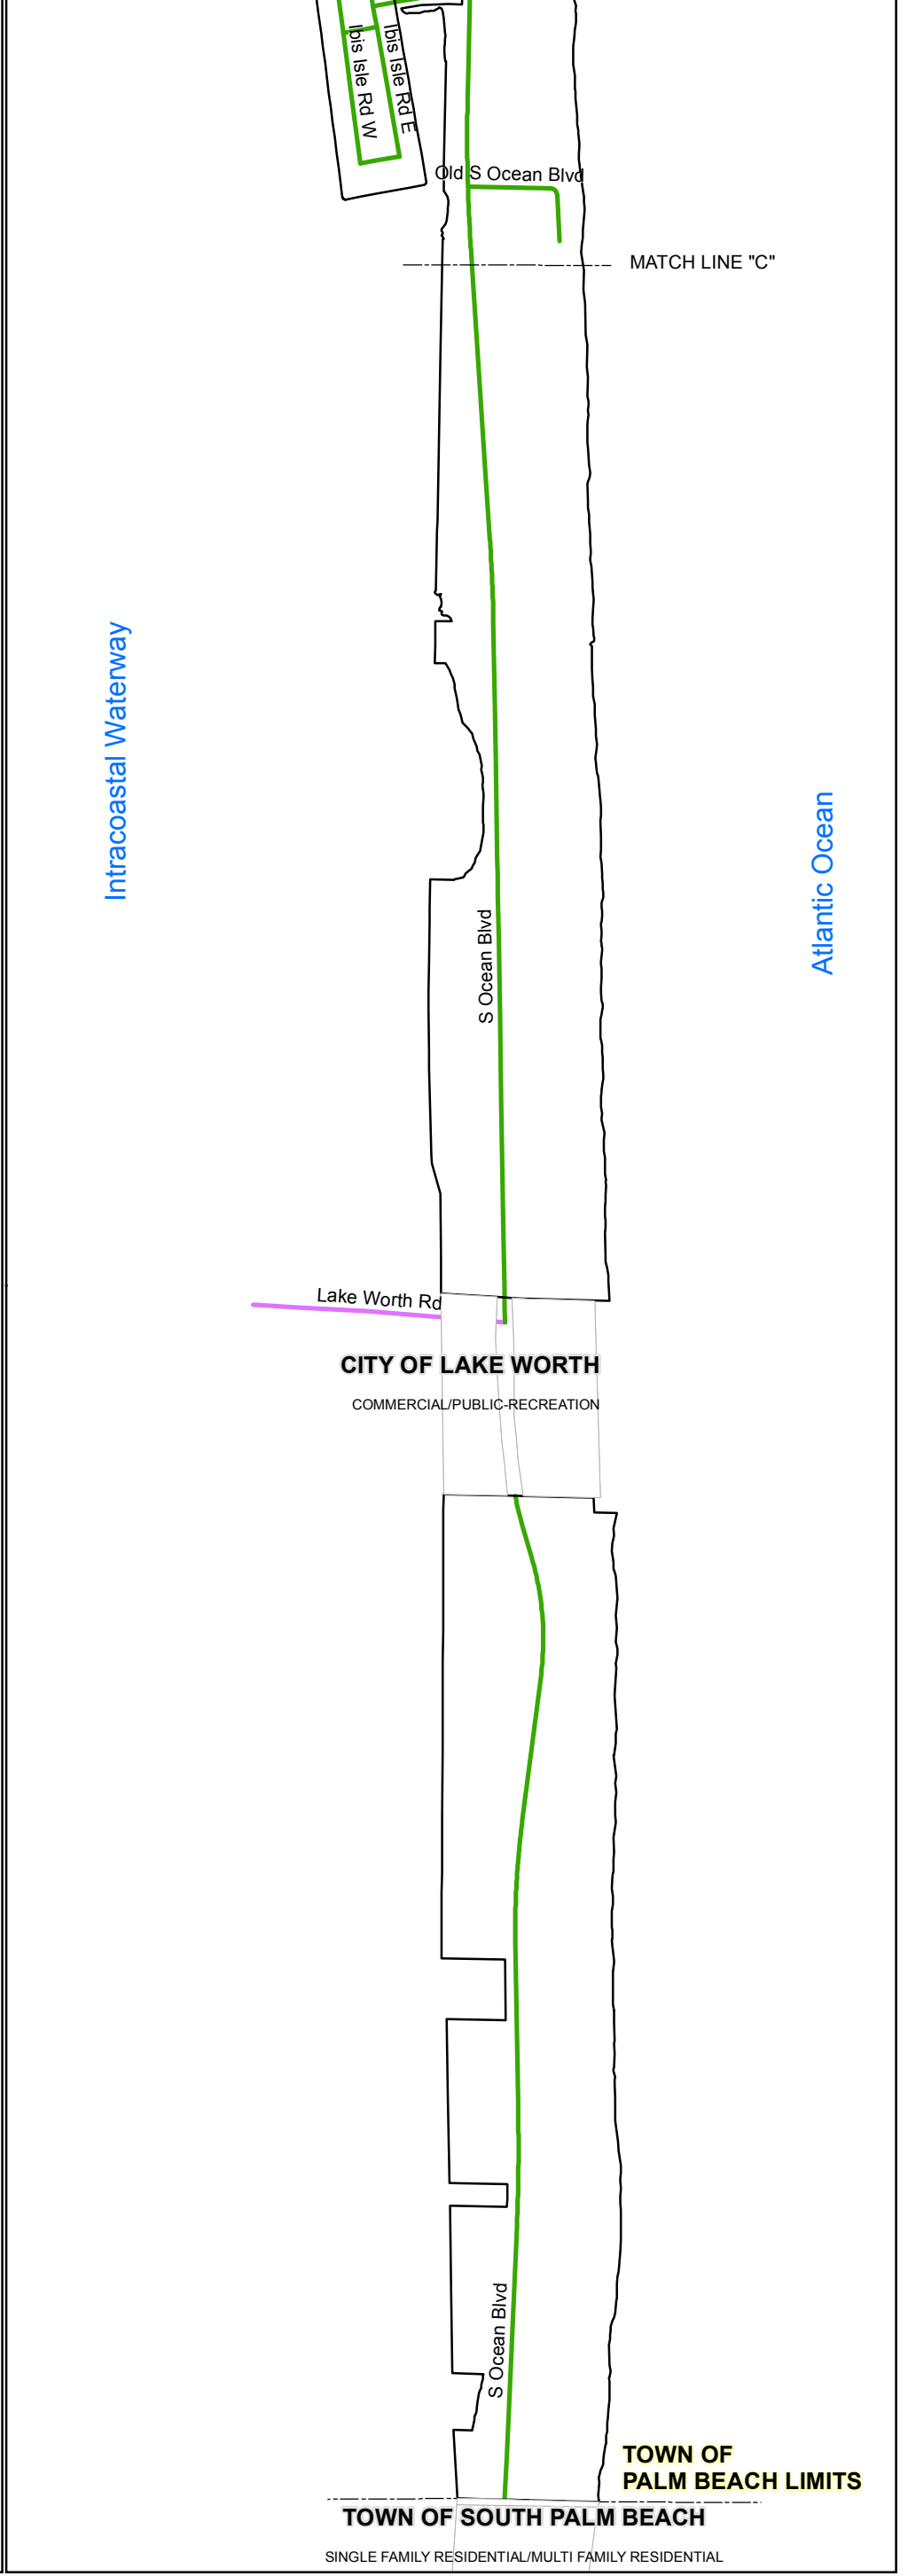 Ibis Isle Rd W
Ibis Isle Rd E
Old S Ocean Blvd
MATCH LINE "C"
Intracoastal Waterway
Atlantic Ocean
S Ocean Blvd
Lake Worth Rd
CITY OF LAKE WORTH
COMMERCIAL/PUBLIC-RECREATION
S Ocean Blvd
TOWN OF
PALM BEACH LIMITS
TOWN OF SOUTH PALM BEACH
SINGLE FAMILY RESIDENTIAL/MULTI FAMILY RESIDENTIAL